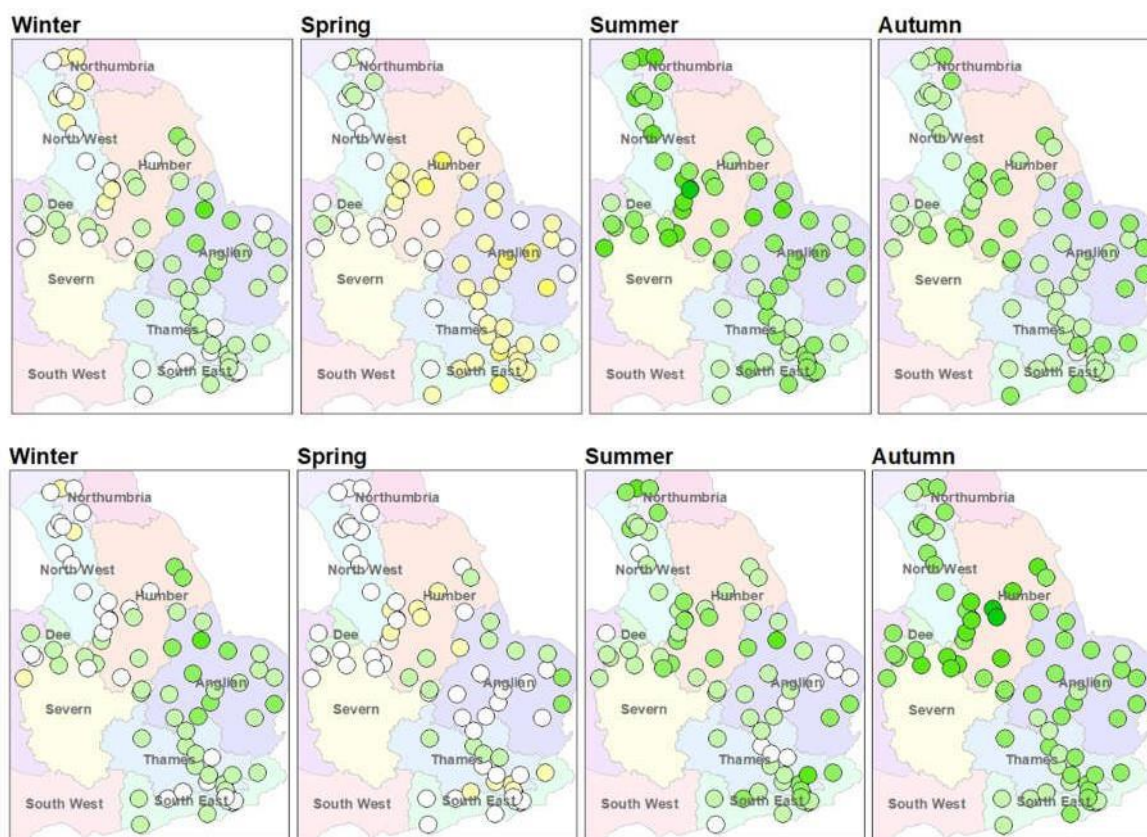 Winter Spring Summer Autumn
Northumbria Northumbria Northumbria Northumbria
North West North West North West North West
Humber Humber Humber Humber
Dee Dee Dee Dee
Anglian Anglian Anglian Anglian
Severn Severn Severn Severn
Thames Thames Thames Thames
South West South East South West South East South West South East South West South East
Winter Spring Summer Autumn
Northumbria Northumbria Northumbria Northumbria
North West North West North West North West
Humber Humber Humber Humber
Dee Dee Dee Dee
Anglian Anglian Anglian Anglian
Severn Severn Severn Severn
Thames Thames Thames Thames
South West South East South West South East South West South East South West South East